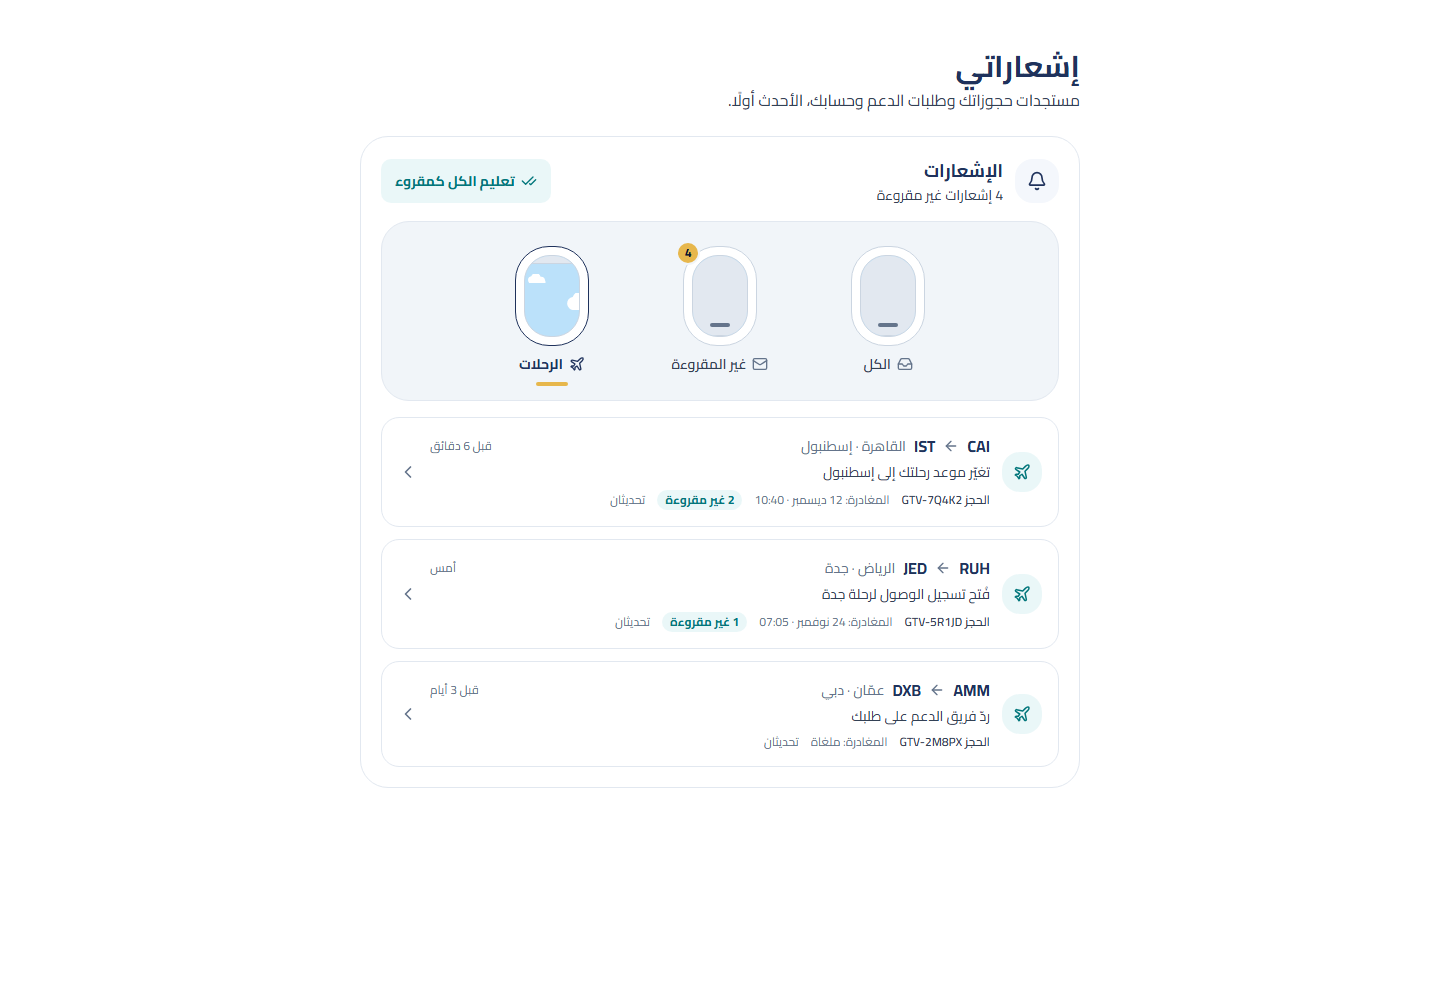 إشعاراتي
مستجدات حجوزاتك وطلبات الدعم وحسابك، الأحدث أولًا.
الإشعارات
4 إشعارات غير مقروءة
تعليم الكل كمقروء
4
الكل
غير المقروءة
الرحلات
CAI ← IST القاهرة · إسطنبول
قبل 6 دقائق
تغيّر موعد رحلتك إلى إسطنبول
الحجز GTV-7Q4K2 المغادرة: 12 ديسمبر · 10:40 2 غير مقروءة تحديثان
RUH ← JED الرياض · جدة
أمس
فُتح تسجيل الوصول لرحلة جدة
الحجز GTV-5R1JD المغادرة: 24 نوفمبر · 07:05 1 غير مقروءة تحديثان
AMM ← DXB عمّان · دبي
قبل 3 أيام
ردّ فريق الدعم على طلبك
الحجز GTV-2M8PX المغادرة: ملغاة تحديثان